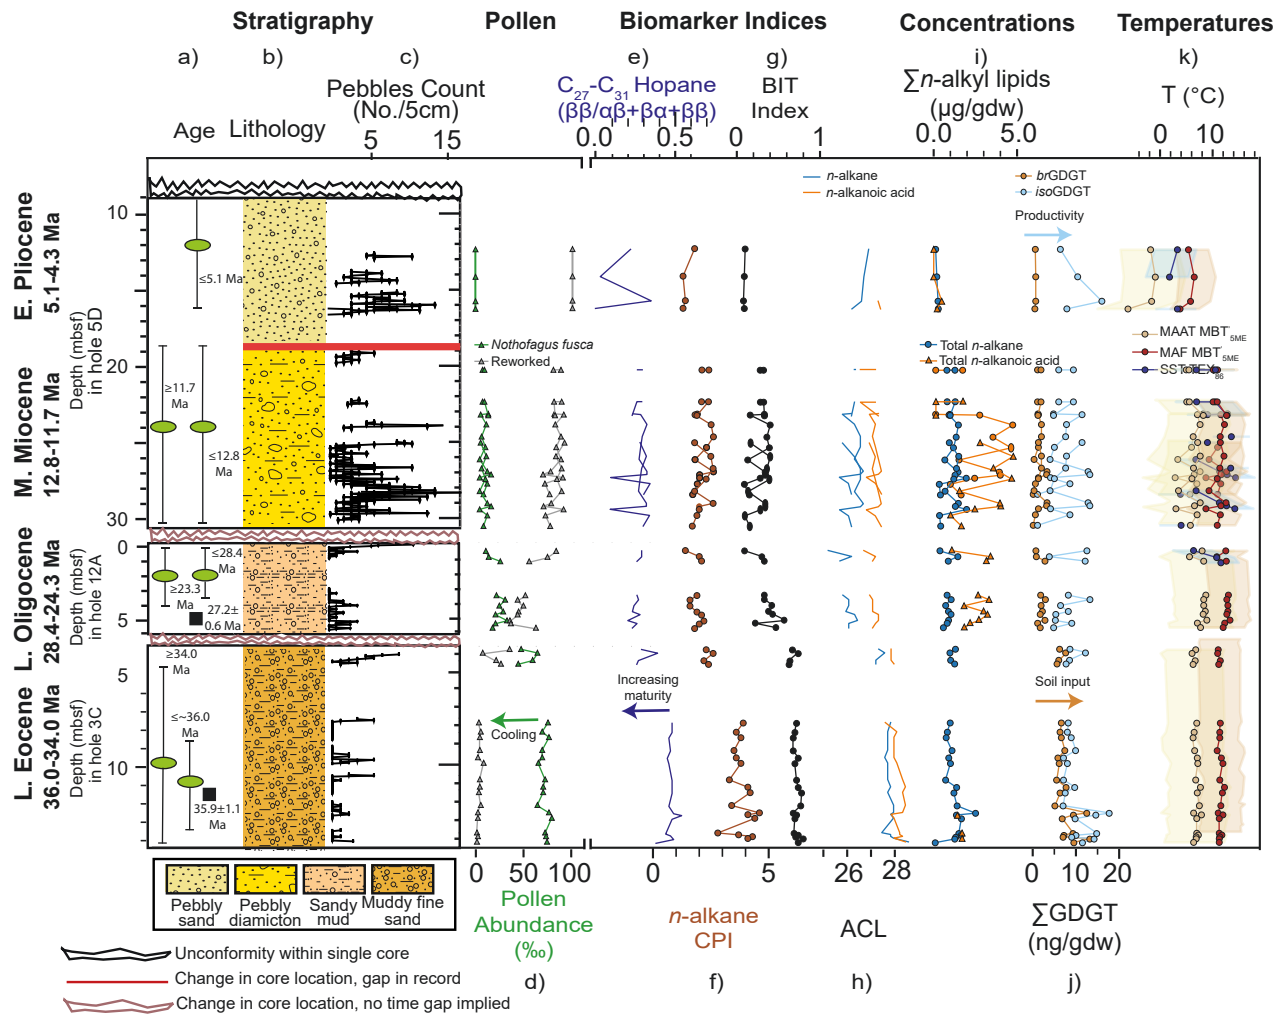 Stratigraphy
Pollen
Biomarker Indices
Concentrations
Temperatures
a)
b)
c)
e)
g)
i)
k)
Age
Lithology
Pebbles Count
(No./5cm)
5
15
C27-C31 Hopane
(ββ/αβ+βα+ββ)
0.0
0.5
BIT
Index
0
1
∑n-alkyl lipids
(µg/gdw)
0.0
5.0
T (°C)
0
10
n-alkane
n-alkanoic acid
brGDGT
isoGDGT
Productivity
E. Pliocene
5.1-4.3 Ma
M. Miocene
12.8-11.7 Ma
L. Oligocene
28.4-24.3 Ma
L. Eocene
36.0-34.0 Ma
Depth (mbsf)
in hole 5D
Depth (mbsf)
in hole 12A
Depth (mbsf)
in hole 3C
10
20
30
0
5
5
10
≤5.1 Ma
≥11.7
Ma
≤12.8
Ma
≤28.4
Ma
≥23.3
Ma
27.2±
0.6 Ma
≥34.0
Ma
≤~36.0
Ma
35.9±1.1
Ma
Nothofagus fusca
Reworked
Total n-alkane
Total n-alkanoic acid
MAAT MBT5ME
MAF MBT5ME
SST TEX86
Increasing
maturity
Cooling
Soil input
0
50
100
0
5
26
28
0
10
20
Pollen
Abundance
(‰)
n-alkane
CPI
ACL
∑GDGT
(ng/gdw)
d)
f)
h)
j)
Pebbly
sand
Pebbly
diamicton
Sandy
mud
Muddy fine
sand
Unconformity within single core
Change in core location, gap in record
Change in core location, no time gap implied